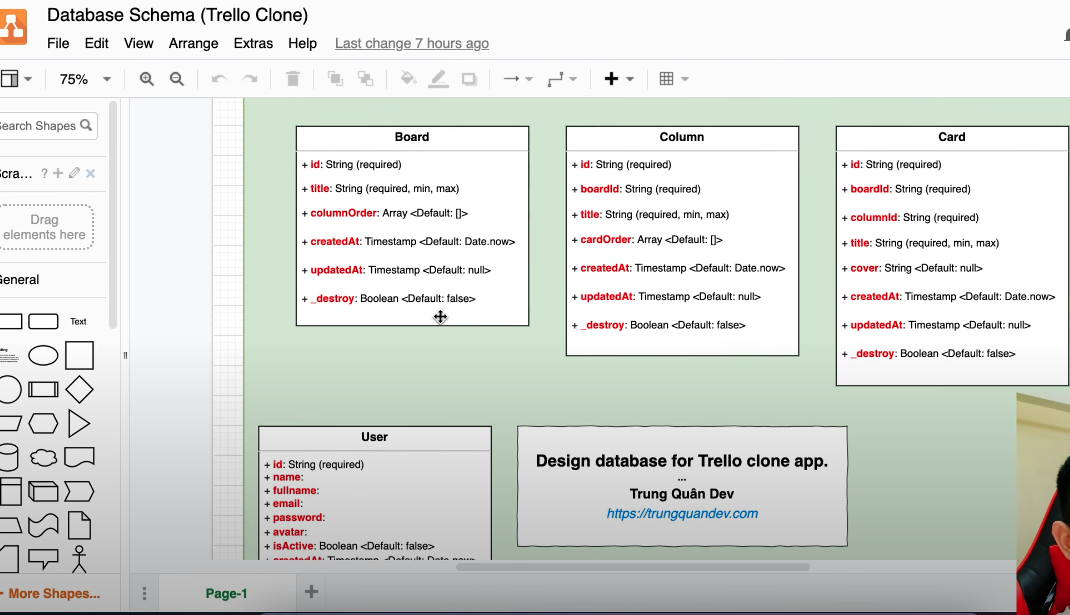 Database Schema (Trello Clone)
File Edit View Arrange Extras Help Last change 7 hours ago
75%
Search Shapes
Scra... ?
Drag
elements here
General
Text
Board
+ id: String (required)
+ title: String (required, min, max)
+ columnOrder: Array <Default: []>
+ createdAt: Timestamp <Default: Date.now>
+ updatedAt: Timestamp <Default: null>
+ _destroy: Boolean <Default: false>
Column
+ id: String (required)
+ boardId: String (required)
+ title: String (required, min, max)
+ cardOrder: Array <Default: []>
+ createdAt: Timestamp <Default: Date.now>
+ updatedAt: Timestamp <Default: null>
+ _destroy: Boolean <Default: false>
Card
+ id: String (required)
+ boardId: String (required)
+ columnId: String (required)
+ title: String (required, min, max)
+ cover: String <Default: null>
+ createdAt: Timestamp <Default: Date.now>
+ updatedAt: Timestamp <Default: null>
+ _destroy: Boolean <Default: false>
User
+ id: String (required)
+ name:
+ fullname:
+ email:
+ password:
+ avatar:
+ isActive: Boolean <Default: false>
+ createdAt: Timestamp <Default: Date.now>
Design database for Trello clone app.
...
Trung Quân Dev
https://trungquandev.com
More Shapes...
Page-1